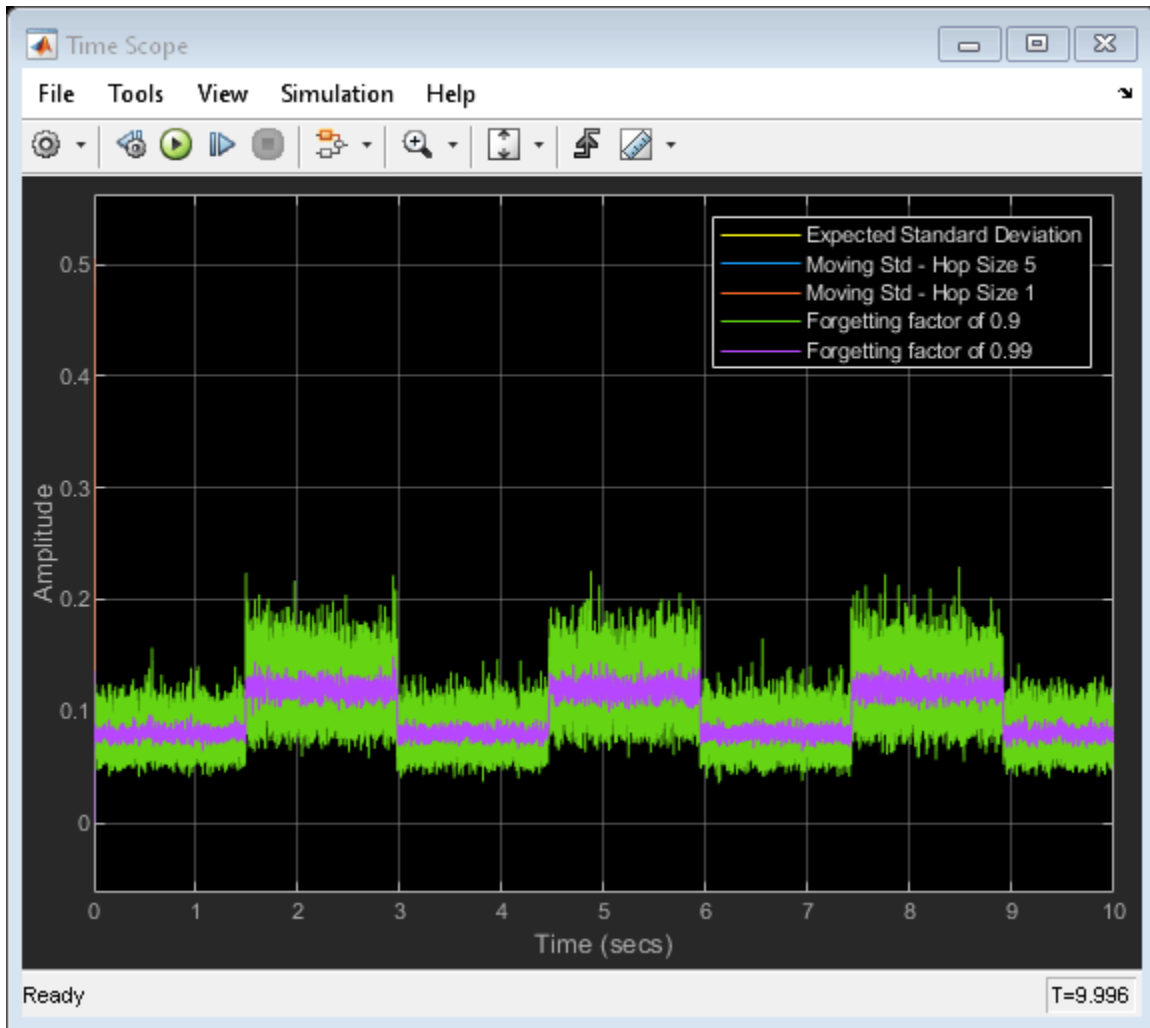 Time Scope
File Tools View Simulation Help
Expected Standard Deviation
Moving Std - Hop Size 5
Moving Std - Hop Size 1
Forgetting factor of 0.9
Forgetting factor of 0.99
0.5
0.4
0.3
0.2
0.1
0
Amplitude
0 1 2 3 4 5 6 7 8 9 10
Time (secs)
Ready T=9.996